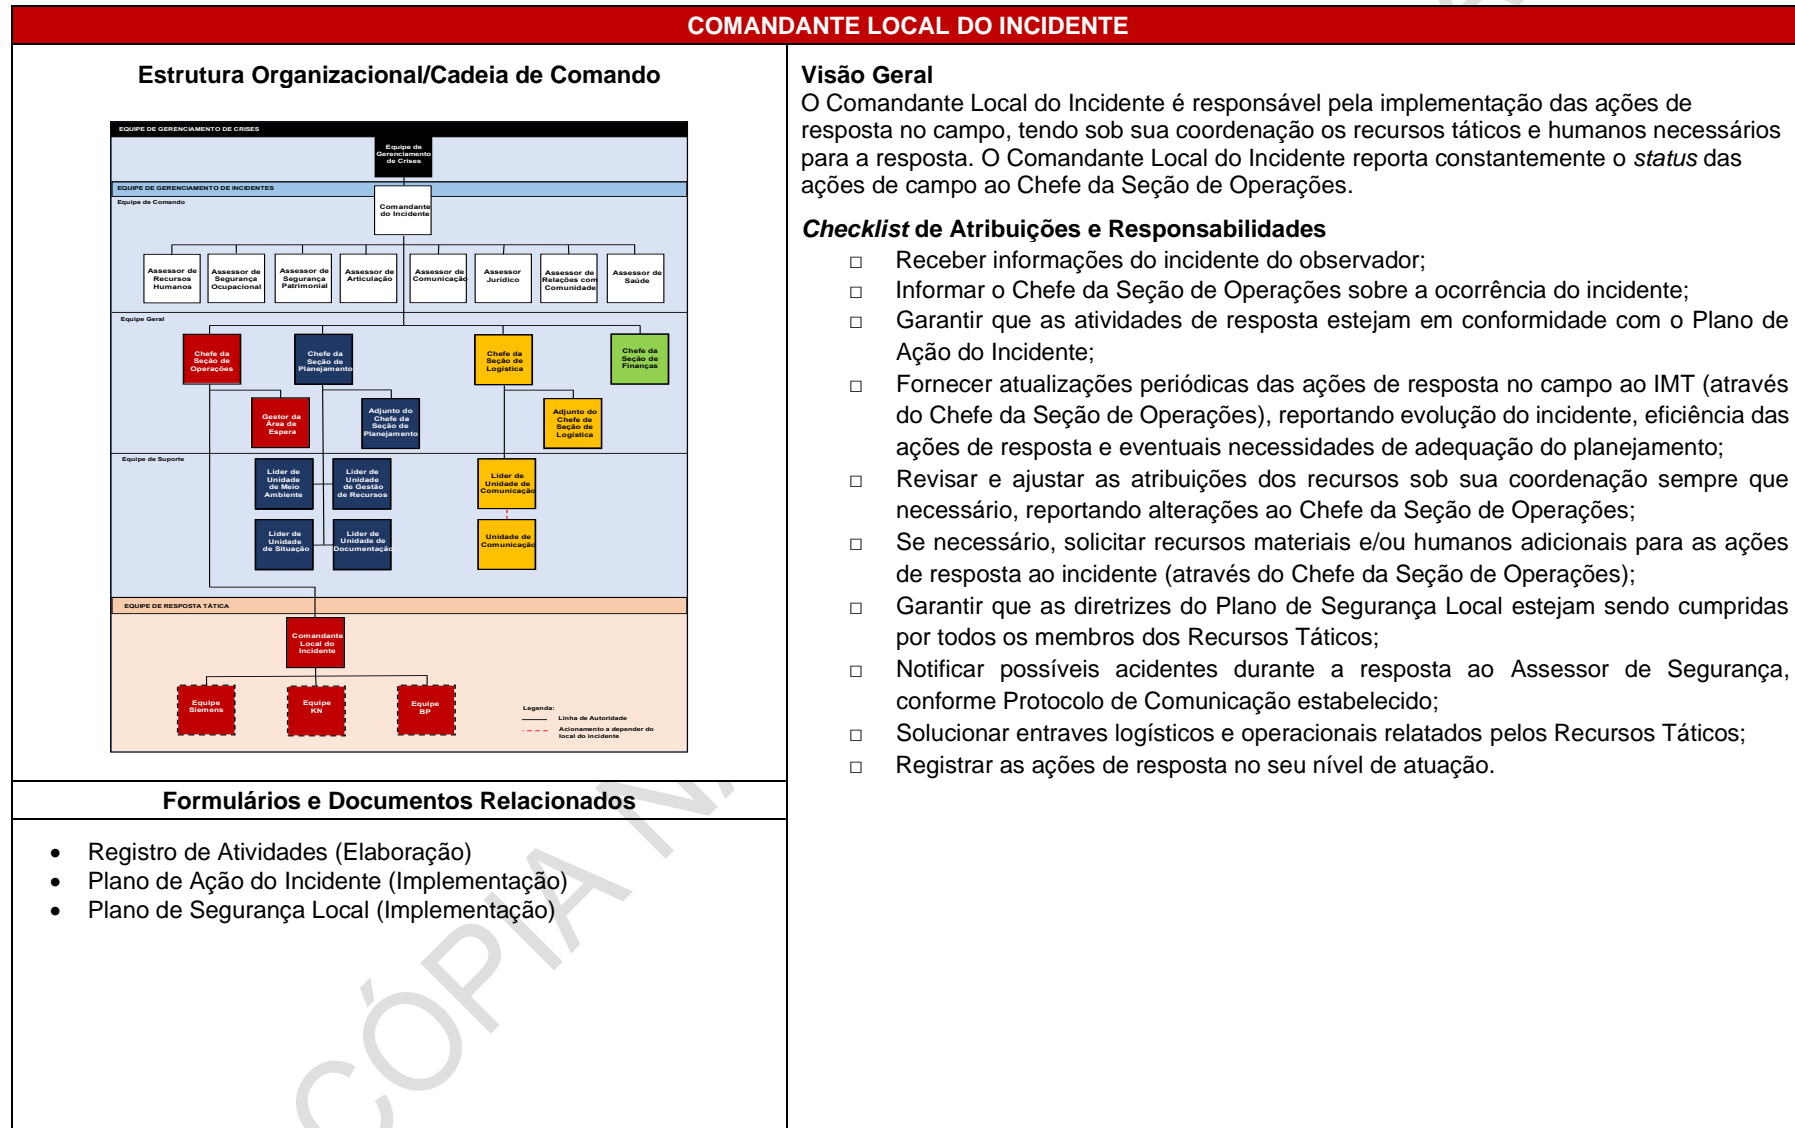 COMANDANTE LOCAL DO INCIDENTE
Estrutura Organizacional/Cadeia de Comando
EQUIPE DE GERENCIAMENTO DE CRISES
Equipe de
Gerenciamento
de Crises
EQUIPE DE GERENCIAMENTO DE INCIDENTES
Equipe de Comando
Comandante
do Incidente
Assessor de
Recursos
Humanos
Assessor de
Segurança
Ocupacional
Assessor de
Segurança
Patrimonial
Assessor de
Articulação
Assessor de
Comunicação
Assessor
Jurídico
Assessor de
Relações com
Comunidade
Assessor de
Saúde
Equipe Geral
Chefe da
Seção de
Operações
Chefe da
Seção de
Planejamento
Chefe da
Seção de
Logística
Chefe da
Seção de
Finanças
Gestor da
Área de
Espera
Adjunto do
Chefe da
Seção de
Planejamento
Adjunto do
Chefe de
Seção de
Logística
Equipe de Suporte
Líder de
Unidade
de Meio
Ambiente
Líder de
Unidade
de Gestão
de Recursos
Líder de
Unidade de
Comunicação
Líder de
Unidade
de Situação
Líder de
Unidade de
Documentação
Unidade de
Comunicação
EQUIPE DE RESPOSTA TÁTICA
Comandante
Local do
Incidente
Equipe
Siemens
Equipe
KN
Equipe
BP
Legenda:
Linha de Autoridade
Acionamento a depender do
local do incidente
Formulários e Documentos Relacionados
• Registro de Atividades (Elaboração)
• Plano de Ação do Incidente (Implementação)
• Plano de Segurança Local (Implementação)
Visão Geral
O Comandante Local do Incidente é responsável pela implementação das ações de
resposta no campo, tendo sob sua coordenação os recursos táticos e humanos necessários
para a resposta. O Comandante Local do Incidente reporta constantemente o status das
ações de campo ao Chefe da Seção de Operações.
Checklist de Atribuições e Responsabilidades
□ Receber informações do incidente do observador;
□ Informar o Chefe da Seção de Operações sobre a ocorrência do incidente;
□ Garantir que as atividades de resposta estejam em conformidade com o Plano de
Ação do Incidente;
□ Fornecer atualizações periódicas das ações de resposta no campo ao IMT (através
do Chefe da Seção de Operações), reportando evolução do incidente, eficiência das
ações de resposta e eventuais necessidades de adequação do planejamento;
□ Revisar e ajustar as atribuições dos recursos sob sua coordenação sempre que
necessário, reportando alterações ao Chefe da Seção de Operações;
□ Se necessário, solicitar recursos materiais e/ou humanos adicionais para as ações
de resposta ao incidente (através do Chefe da Seção de Operações);
□ Garantir que as diretrizes do Plano de Segurança Local estejam sendo cumpridas
por todos os membros dos Recursos Táticos;
□ Notificar possíveis acidentes durante a resposta ao Assessor de Segurança,
conforme Protocolo de Comunicação estabelecido;
□ Solucionar entraves logísticos e operacionais relatados pelos Recursos Táticos;
□ Registrar as ações de resposta no seu nível de atuação.
CÓPIA